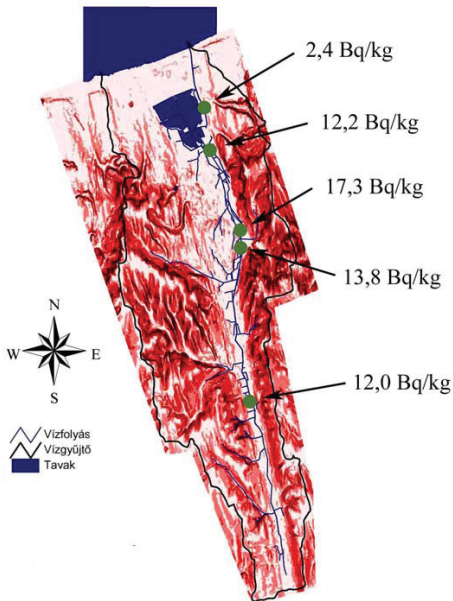 2,4 Bq/kg
12,2 Bq/kg
17,3 Bq/kg
13,8 Bq/kg
12,0 Bq/kg
N
W E
S
Vízfolyás
Vízgyűjtő
Tavak